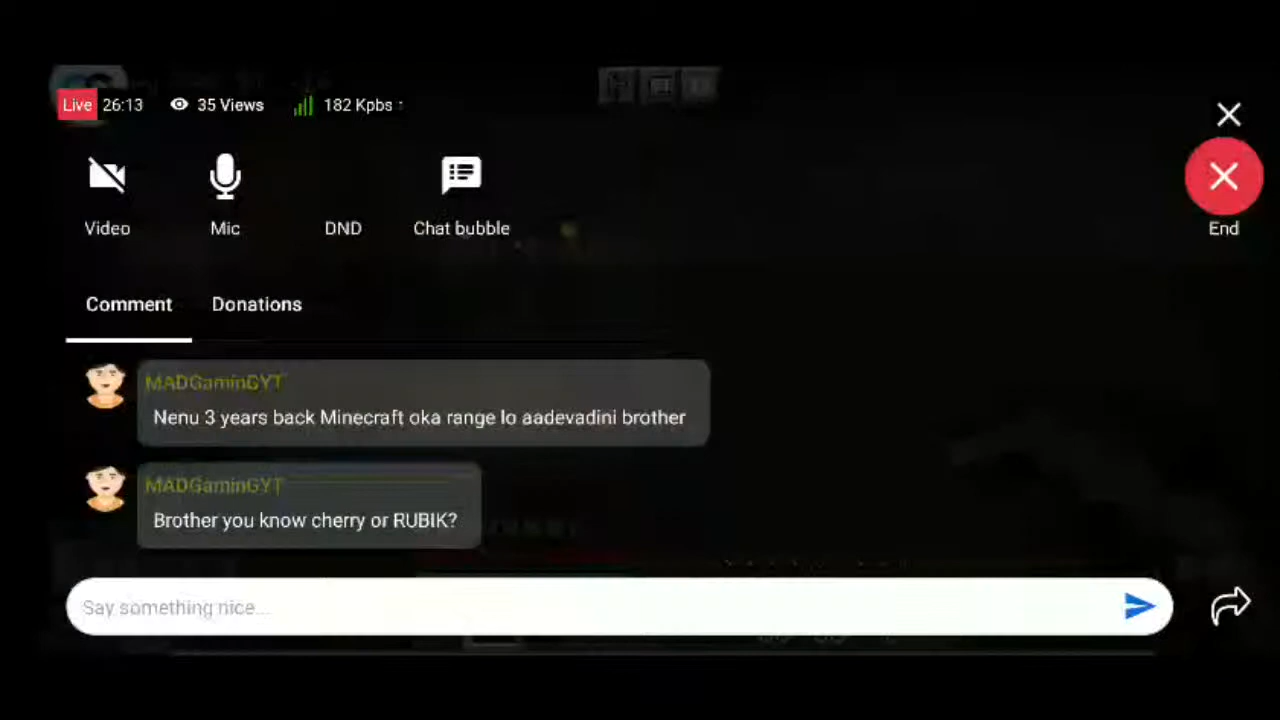 Live 26:13 35 Views 182 Kpbs ↑
Video Mic DND Chat bubble End
Comment Donations
MADGaminGYT
Nenu 3 years back Minecraft oka range lo aadevadini brother
MADGaminGYT
Brother you know cherry or RUBIK?
Say something nice...